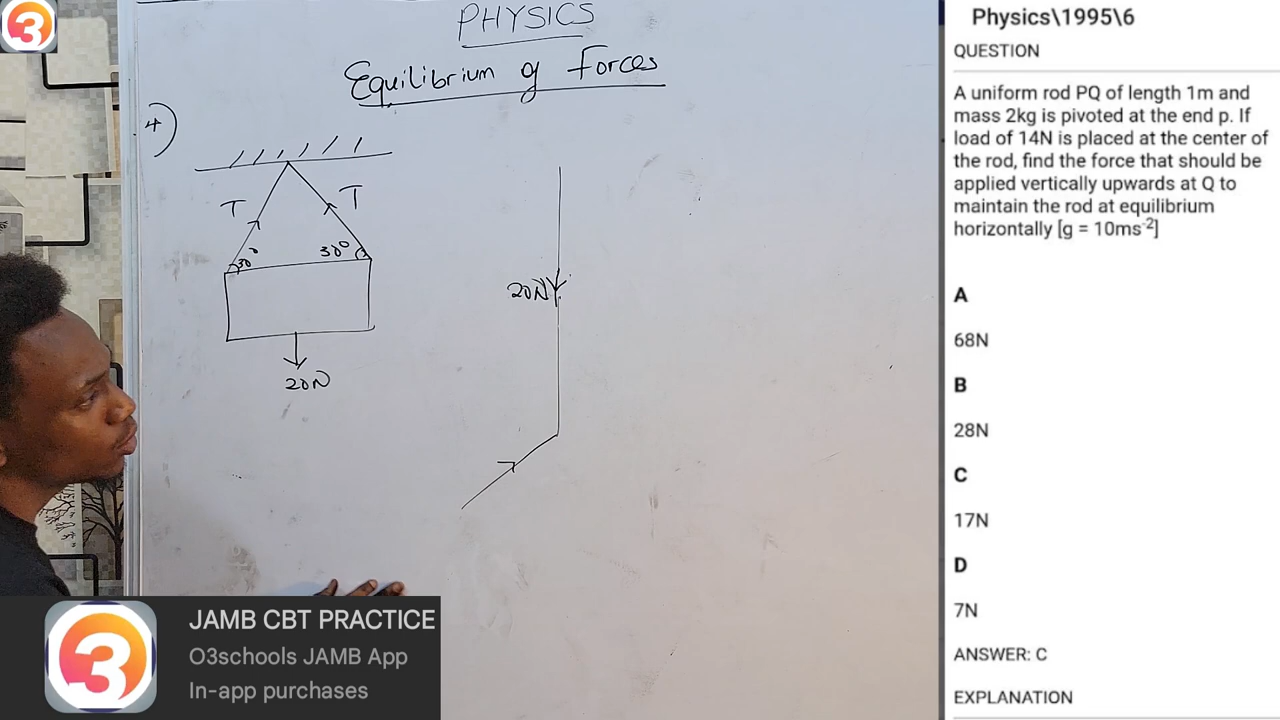 3
PHYSICS
Equilibrium of Forces
4)
T
T
30°
30°
20N
20N
3
JAMB CBT PRACTICE
O3schools JAMB App
In-app purchases
Physics\1995\6
QUESTION
A uniform rod PQ of length 1m and
mass 2kg is pivoted at the end p. If
load of 14N is placed at the center of
the rod, find the force that should be
applied vertically upwards at Q to
maintain the rod at equilibrium
horizontally [g = 10ms⁻²]
A
68N
B
28N
C
17N
D
7N
ANSWER: C
EXPLANATION